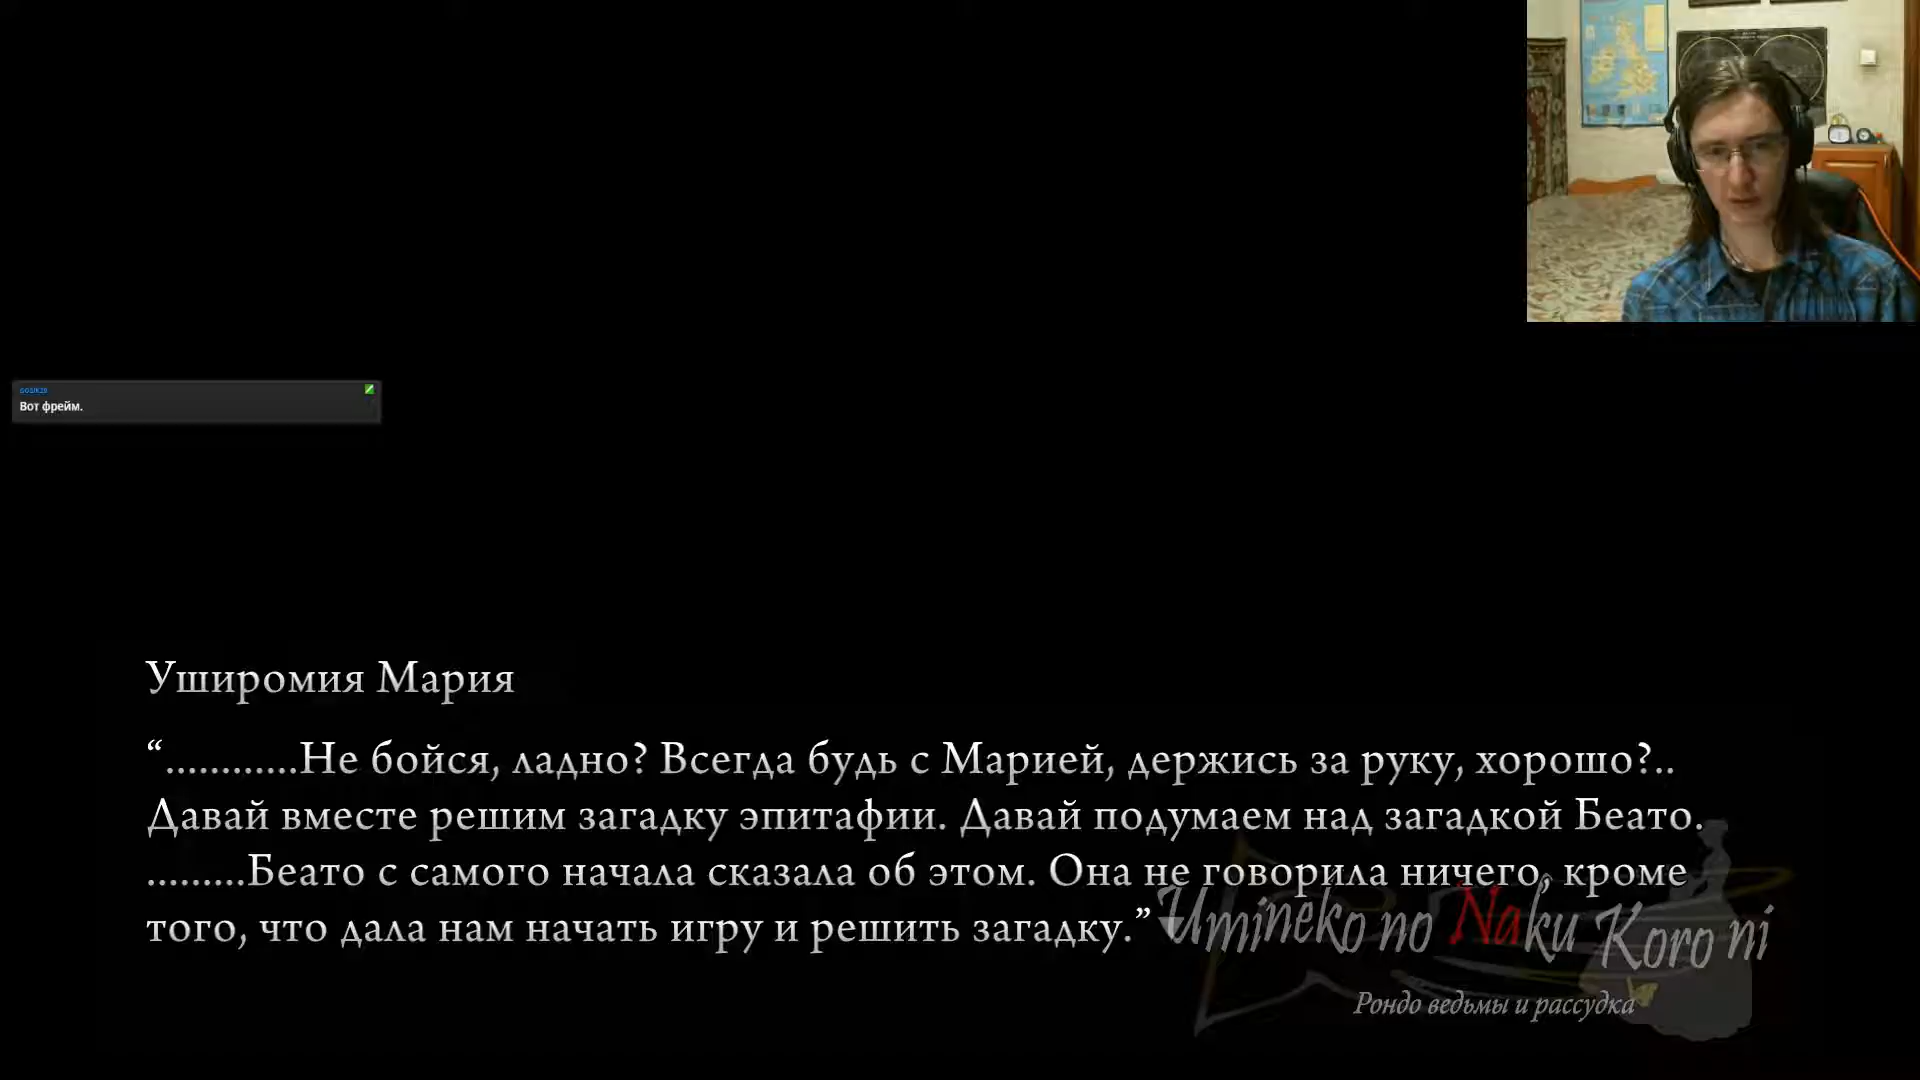 Вот фрейм.
Уширомия Мария
“............Не бойся, ладно? Всегда будь с Марией, держись за руку, хорошо?..
Давай вместе решим загадку эпитафии. Давай подумаем над загадкой Беато.
.........Беато с самого начала сказала об этом. Она не говорила ничего, кроме
того, что дала нам начать игру и решить загадку.”
Umineko no Naku Koro ni
Рондо ведьмы и рассудка